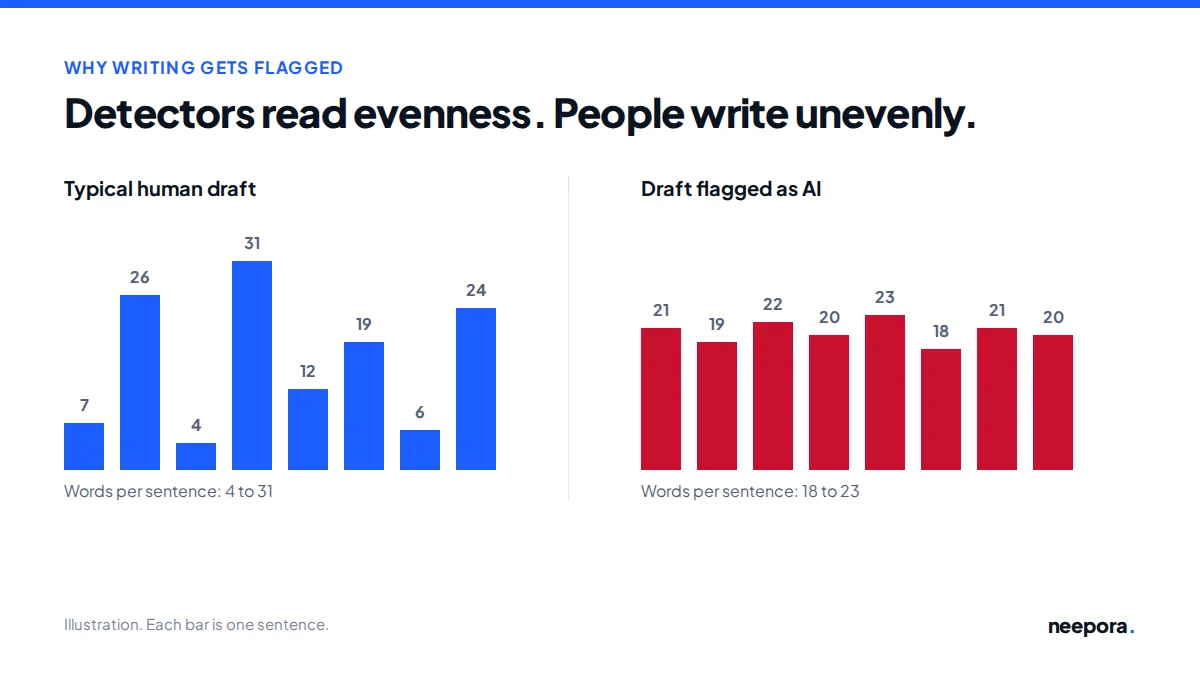 WHY WRITING GETS FLAGGED
Detectors read evenness. People write unevenly.
Typical human draft
7
26
4
31
12
19
6
24
Words per sentence: 4 to 31
Draft flagged as AI
21
19
22
20
23
18
21
20
Words per sentence: 18 to 23
Illustration. Each bar is one sentence.
neepora.